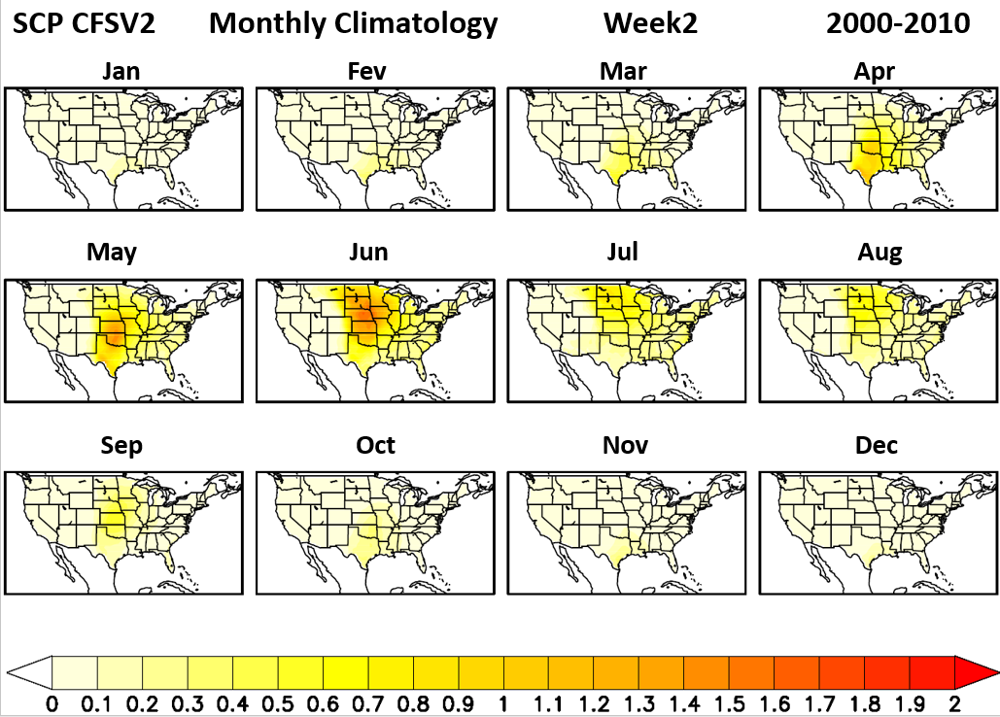 SCP CFSV2 Monthly Climatology Week2 2000-2010
Jan Fev Mar Apr
May Jun Jul Aug
Sep Oct Nov Dec
0 0.1 0.2 0.3 0.4 0.5 0.6 0.7 0.8 0.9 1 1.1 1.2 1.3 1.4 1.5 1.6 1.7 1.8 1.9 2